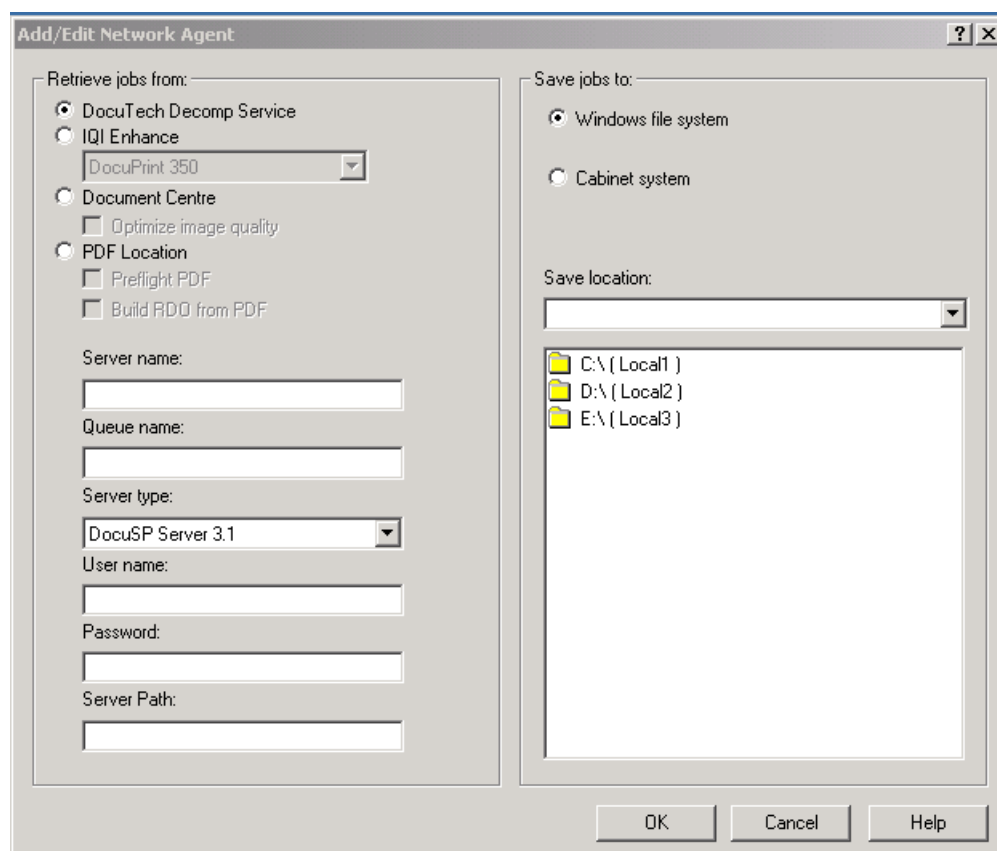 Add/Edit Network Agent
Retrieve jobs from:
DocuTech Decomp Service
IQI Enhance
DocuPrint 350
Document Centre
Optimize image quality
PDF Location
Preflight PDF
Build RDO from PDF
Server name:
Queue name:
Server type:
DocuSP Server 3.1
User name:
Password:
Server Path:
Save jobs to:
Windows file system
Cabinet system
Save location:
C:\ ( Local1 )
D:\ ( Local2 )
E:\ ( Local3 )
OK
Cancel
Help